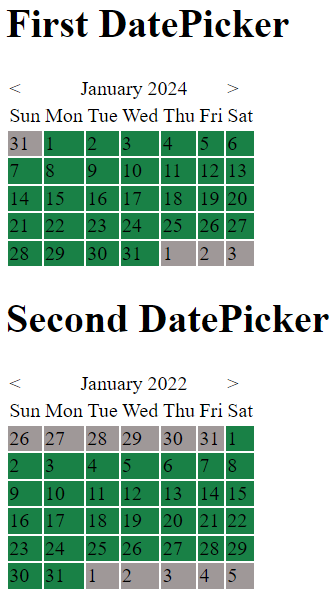 First DatePicker
< January 2024 >
Sun Mon Tue Wed Thu Fri Sat
31 1 2 3 4 5 6
7 8 9 10 11 12 13
14 15 16 17 18 19 20
21 22 23 24 25 26 27
28 29 30 31 1 2 3
Second DatePicker
< January 2022 >
Sun Mon Tue Wed Thu Fri Sat
26 27 28 29 30 31 1
2 3 4 5 6 7 8
9 10 11 12 13 14 15
16 17 18 19 20 21 22
23 24 25 26 27 28 29
30 31 1 2 3 4 5